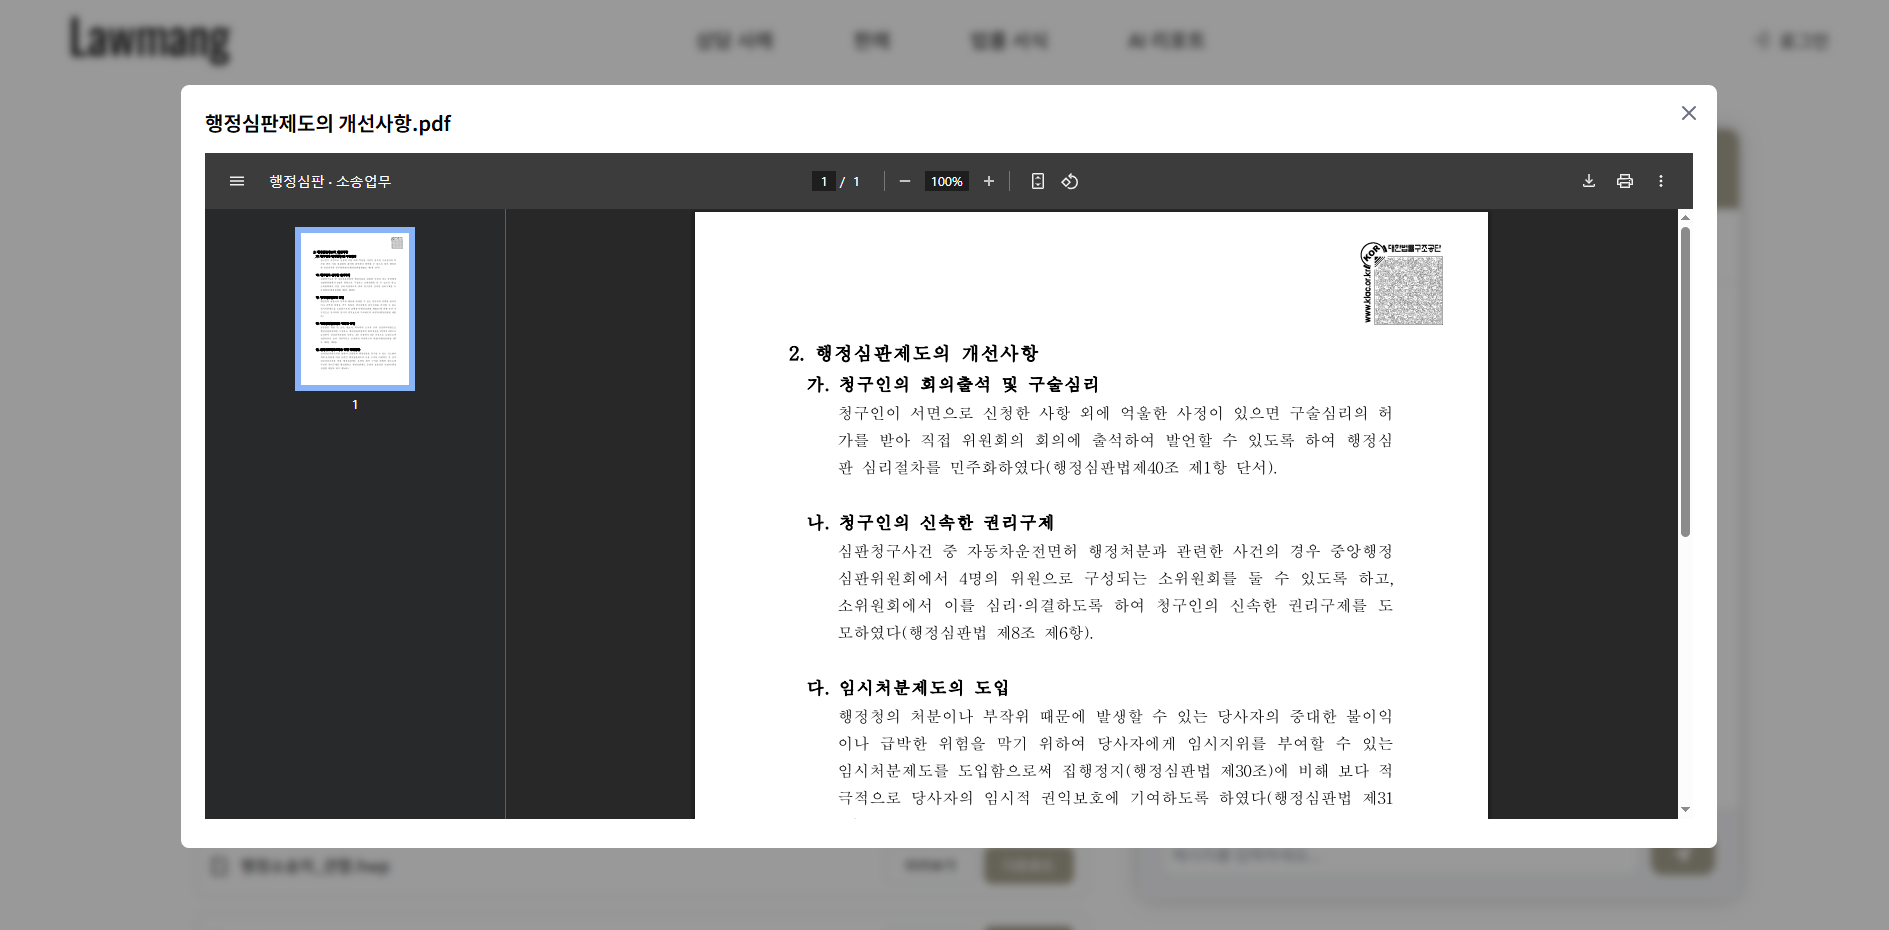 Lawmang
상담 사례
판례
법률 서식
AI 리포트
로그인
행정심판제도의 개선사항.pdf
행정심판 · 소송업무
1 / 1
100%
1
대한법률구조공단
KOR
www.klac.or.kr
2. 행정심판제도의 개선사항
가. 청구인의 회의출석 및 구술심리
청구인이 서면으로 신청한 사항 외에 억울한 사정이 있으면 구술심리의 허
가를 받아 직접 위원회의 회의에 출석하여 발언할 수 있도록 하여 행정심
판 심리절차를 민주화하였다(행정심판법제40조 제1항 단서).
나. 청구인의 신속한 권리구제
심판청구사건 중 자동차운전면허 행정처분과 관련한 사건의 경우 중앙행정
심판위원회에서 4명의 위원으로 구성되는 소위원회를 둘 수 있도록 하고,
소위원회에서 이를 심리·의결하도록 하여 청구인의 신속한 권리구제를 도
모하였다(행정심판법 제8조 제6항).
다. 임시처분제도의 도입
행정청의 처분이나 부작위 때문에 발생할 수 있는 당사자의 중대한 불이익
이나 급박한 위험을 막기 위하여 당사자에게 임시지위를 부여할 수 있는
임시처분제도를 도입함으로써 집행정지(행정심판법 제30조)에 비해 보다 적
극적으로 당사자의 임시적 권익보호에 기여하도록 하였다(행정심판법 제31